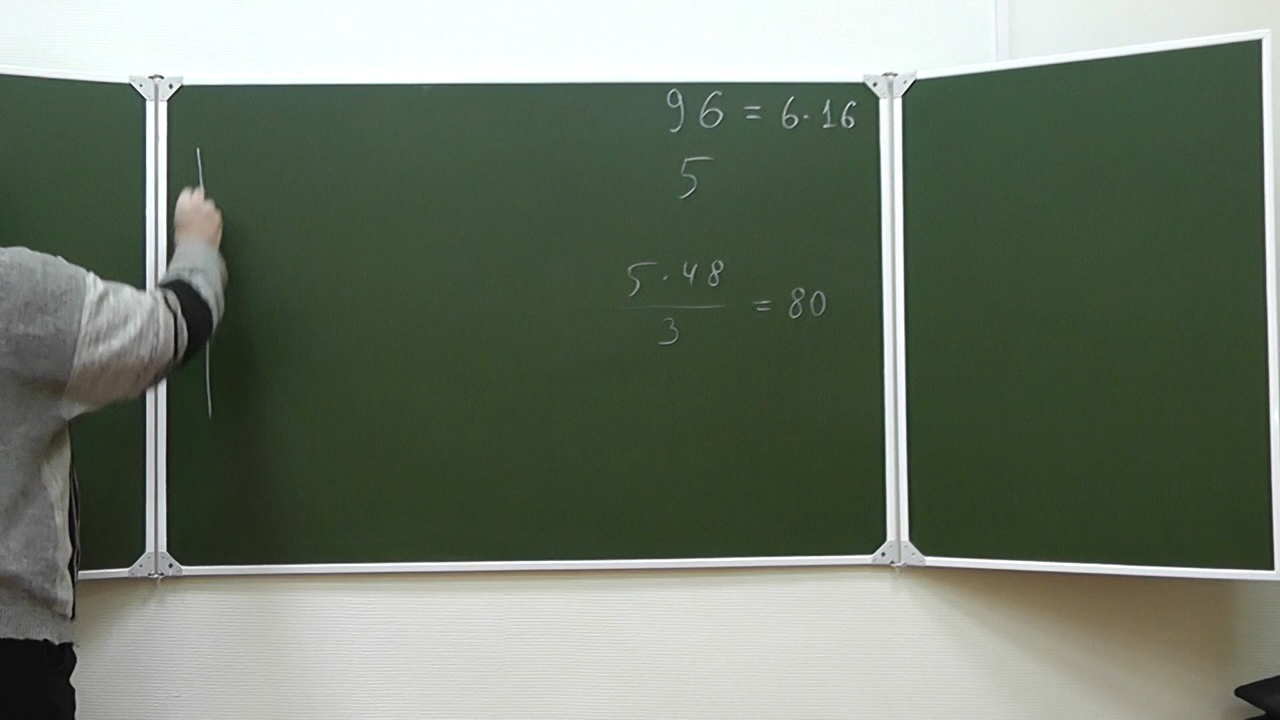 96 = 6·16
5
5·48
3
= 80